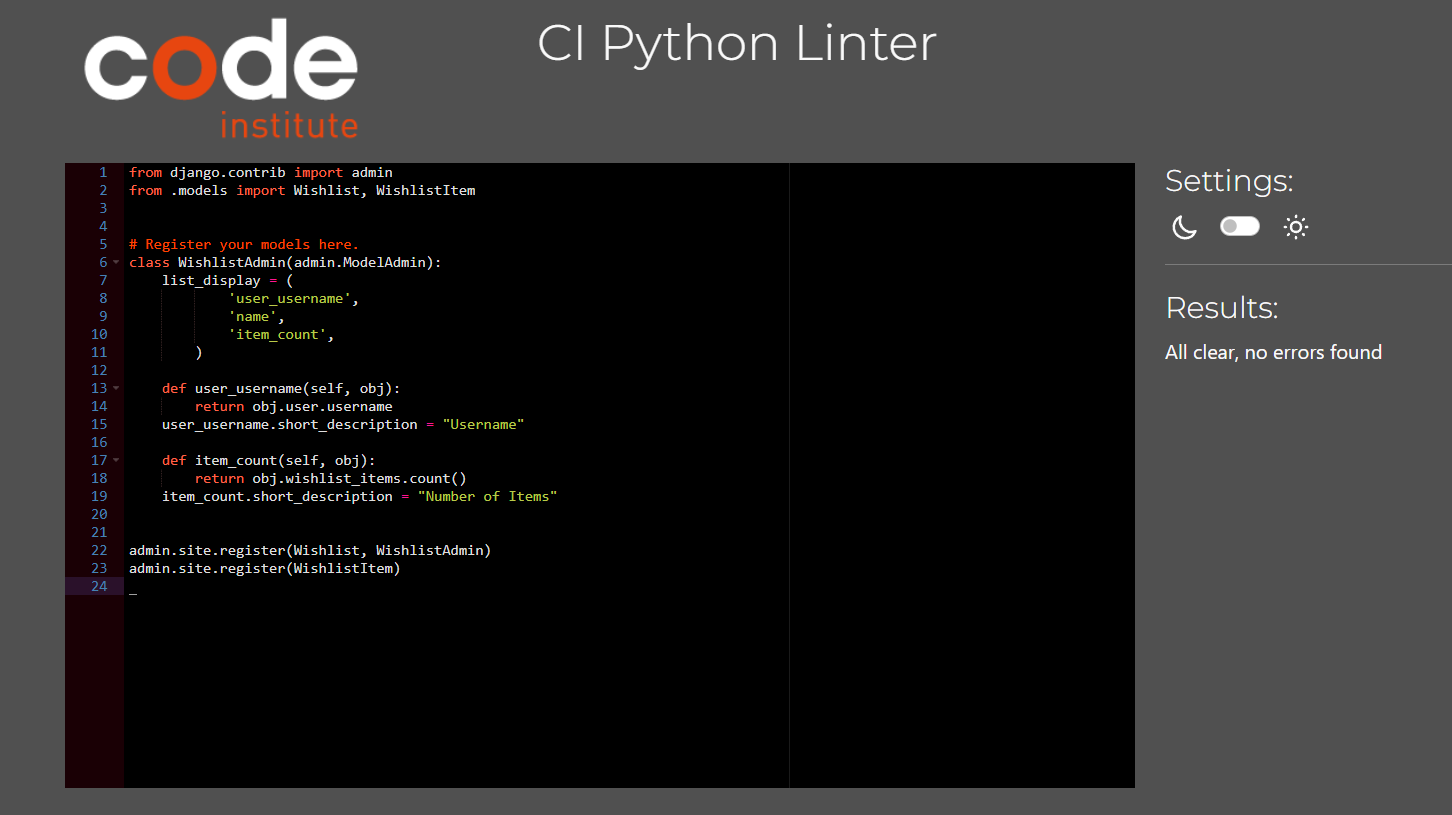 code
institute
CI Python Linter
1 from django.contrib import admin
2 from .models import Wishlist, WishlistItem
3
4
5 # Register your models here.
6 class WishlistAdmin(admin.ModelAdmin):
7     list_display = (
8             'user_username',
9             'name',
10             'item_count',
11         )
12
13     def user_username(self, obj):
14         return obj.user.username
15     user_username.short_description = "Username"
16
17     def item_count(self, obj):
18         return obj.wishlist_items.count()
19     item_count.short_description = "Number of Items"
20
21
22 admin.site.register(Wishlist, WishlistAdmin)
23 admin.site.register(WishlistItem)
24
Settings:
Results:
All clear, no errors found